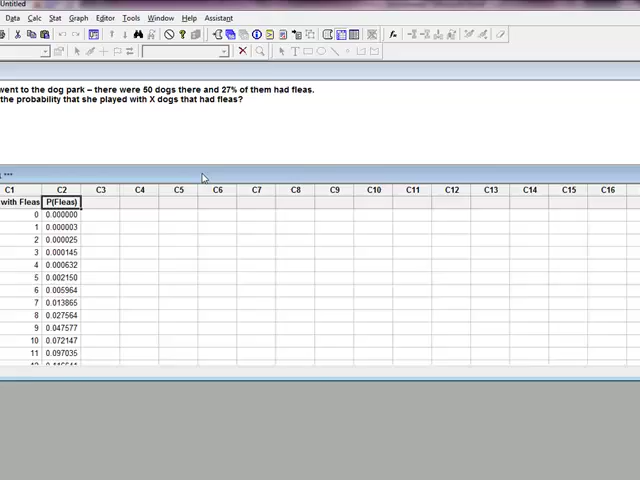 Untitled
Data Calc Stat Graph Editor Tools Window Help Assistant
went to the dog park – there were 50 dogs there and 27% of them had fleas.
the probability that she played with X dogs that had fleas?
***
C1 C2 C3 C4 C5 C6 C7 C8 C9 C10 C11 C12 C13 C14 C15 C16
with Fleas P(Fleas)
0 0.000000
1 0.000003
2 0.000025
3 0.000145
4 0.000632
5 0.002150
6 0.005964
7 0.013865
8 0.027564
9 0.047577
10 0.072147
11 0.097035